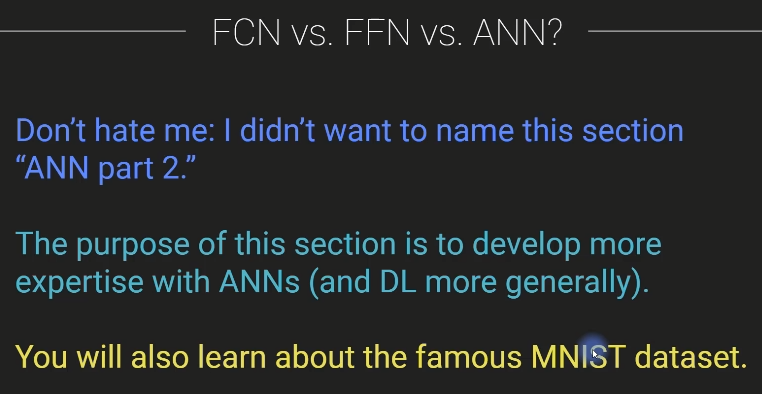 FCN vs. FFN vs. ANN?
Don’t hate me: I didn’t want to name this section
“ANN part 2.”
The purpose of this section is to develop more
expertise with ANNs (and DL more generally).
You will also learn about the famous MNIST dataset.